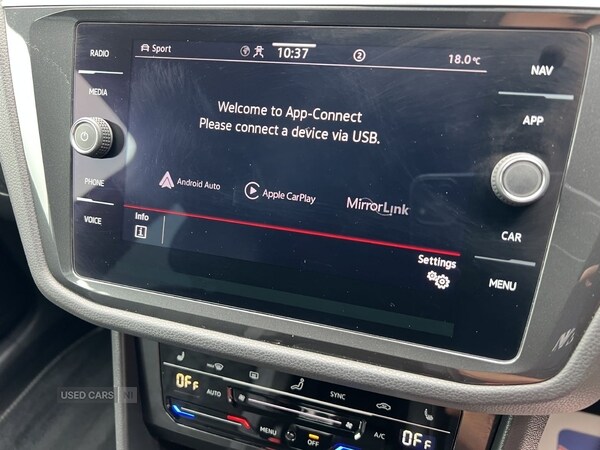 RADIO
MEDIA
PHONE
VOICE
Sport
10:37
2
18.0°C
NAV
APP
CAR
MENU
Welcome to App-Connect
Please connect a device via USB.
Android Auto
Apple CarPlay
MirrorLink
Info
i
Settings
OFF
AUTO
MENU
SYNC
OFF
A/C
OFF
USED CARS NI